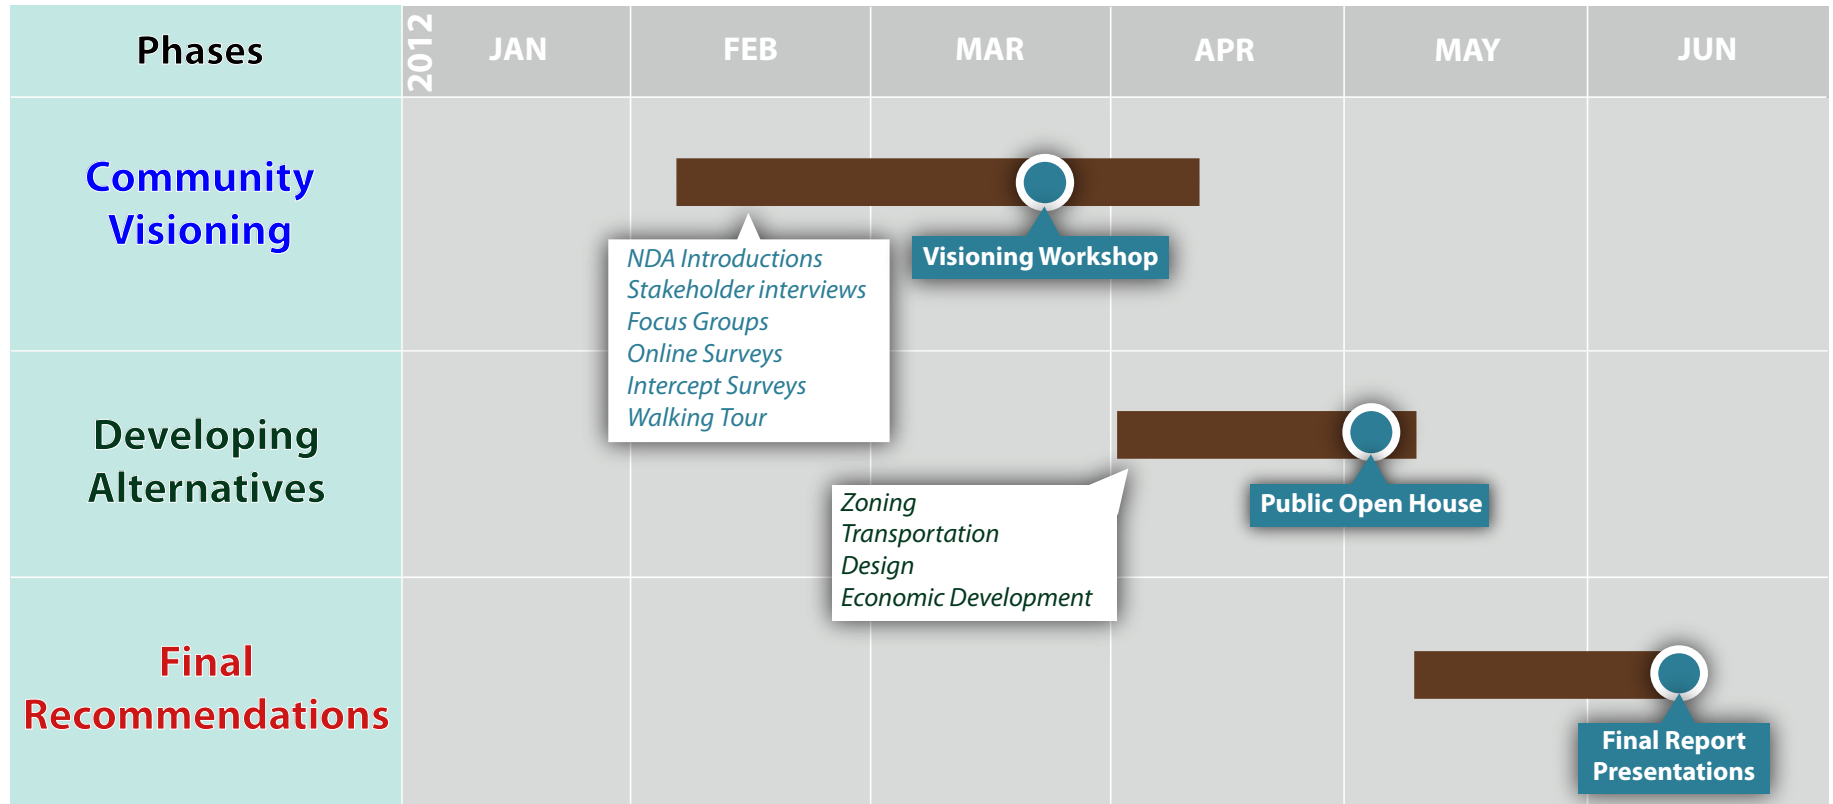 Phases
2012
JAN
FEB
MAR
APR
MAY
JUN
Community
Visioning
Visioning Workshop
NDA Introductions
Stakeholder interviews
Focus Groups
Online Surveys
Intercept Surveys
Walking Tour
Developing
Alternatives
Public Open House
Zoning
Transportation
Design
Economic Development
Final
Recommendations
Final Report
Presentations